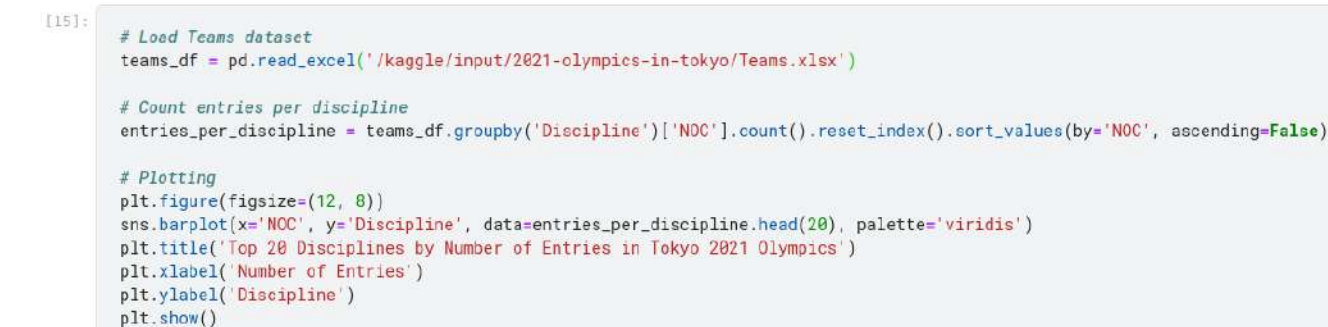 [15]:
# Load Teams dataset
teams_df = pd.read_excel('/kaggle/input/2021-olympics-in-tokyo/Teams.xlsx')
# Count entries per discipline
entries_per_discipline = teams_df.groupby('Discipline')['NOC'].count().reset_index().sort_values(by='NOC', ascending=False)
# Plotting
plt.figure(figsize=(12, 8))
sns.barplot(x='NOC', y='Discipline', data=entries_per_discipline.head(20), palette='viridis')
plt.title('Top 20 Disciplines by Number of Entries in Tokyo 2021 Olympics')
plt.xlabel('Number of Entries')
plt.ylabel('Discipline')
plt.show()